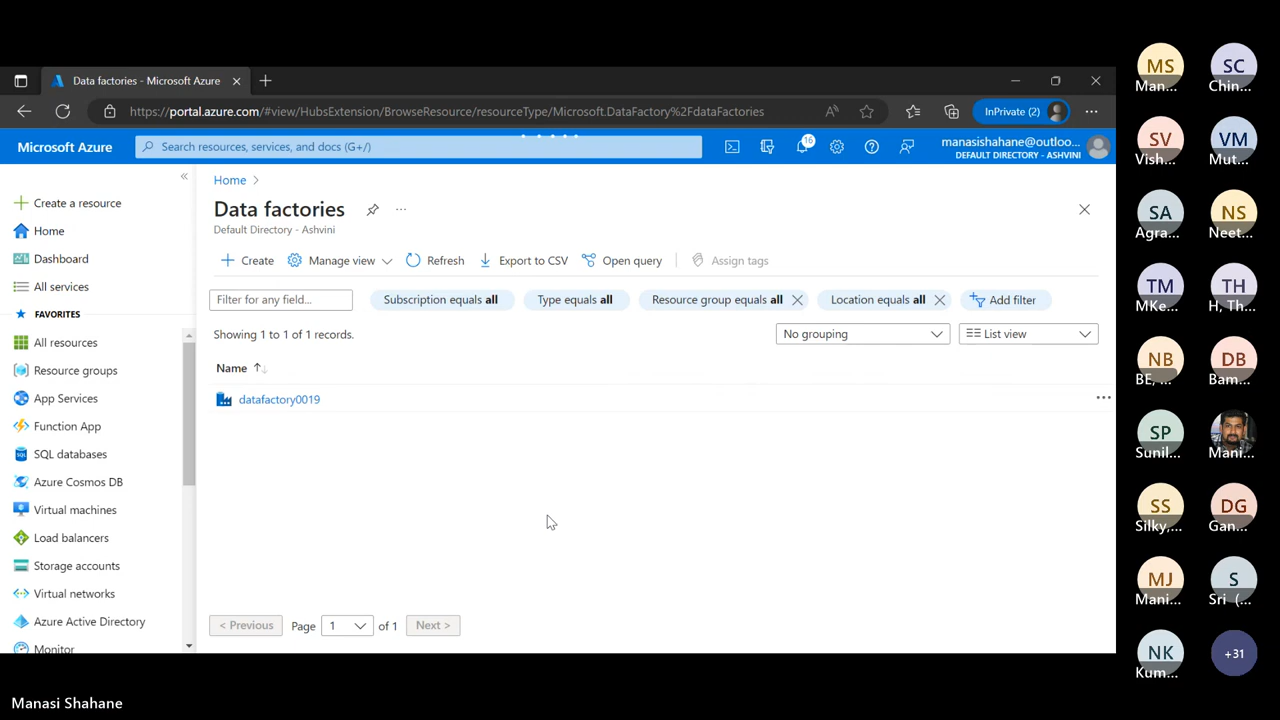 Data factories - Microsoft Azure
https://portal.azure.com/#view/HubsExtension/BrowseResource/resourceType/Microsoft.DataFactory%2FdataFactories
InPrivate (2)
Microsoft Azure
Search resources, services, and docs (G+/)
16
manasishahane@outloo...
DEFAULT DIRECTORY - ASHVINI
Create a resource
Home
Dashboard
All services
FAVORITES
All resources
Resource groups
App Services
Function App
SQL databases
Azure Cosmos DB
Virtual machines
Load balancers
Storage accounts
Virtual networks
Azure Active Directory
Monitor
Home >
Data factories
Default Directory - Ashvini
Create
Manage view
Refresh
Export to CSV
Open query
Assign tags
Filter for any field...
Subscription equals all
Type equals all
Resource group equals all
Location equals all
Add filter
Showing 1 to 1 of 1 records.
No grouping
List view
Name
datafactory0019
< Previous
Page
1
of 1
Next >
MS
Man...
SC
Chin...
SV
Vish...
VM
Mut...
SA
Agra...
NS
Neet...
TM
MKe...
TH
H, Th...
NB
BE, ...
DB
Bam...
SP
Sunil...
Mani...
SS
Silky,...
DG
Gan...
MJ
Mani...
S
Sri (...
NK
Kum...
+31
Manasi Shahane